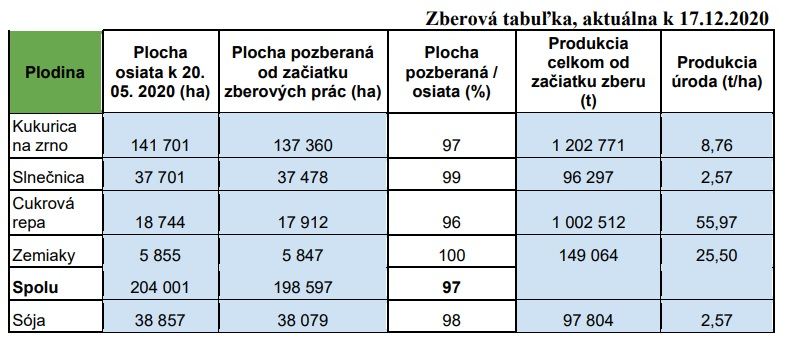 Zberová tabuľka, aktuálna k 17.12.2020
Plodina | Plocha osiata k 20. 05. 2020 (ha) | Plocha pozberaná od začiatku zberových prác (ha) | Plocha pozberaná / osiata (%) | Produkcia celkom od začiatku zberu (t) | Produkcia úroda (t/ha)
Kukurica na zrno | 141 701 | 137 360 | 97 | 1 202 771 | 8,76
Slnečnica | 37 701 | 37 478 | 99 | 96 297 | 2,57
Cukrová repa | 18 744 | 17 912 | 96 | 1 002 512 | 55,97
Zemiaky | 5 855 | 5 847 | 100 | 149 064 | 25,50
Spolu | 204 001 | 198 597 | 97
Sója | 38 857 | 38 079 | 98 | 97 804 | 2,57